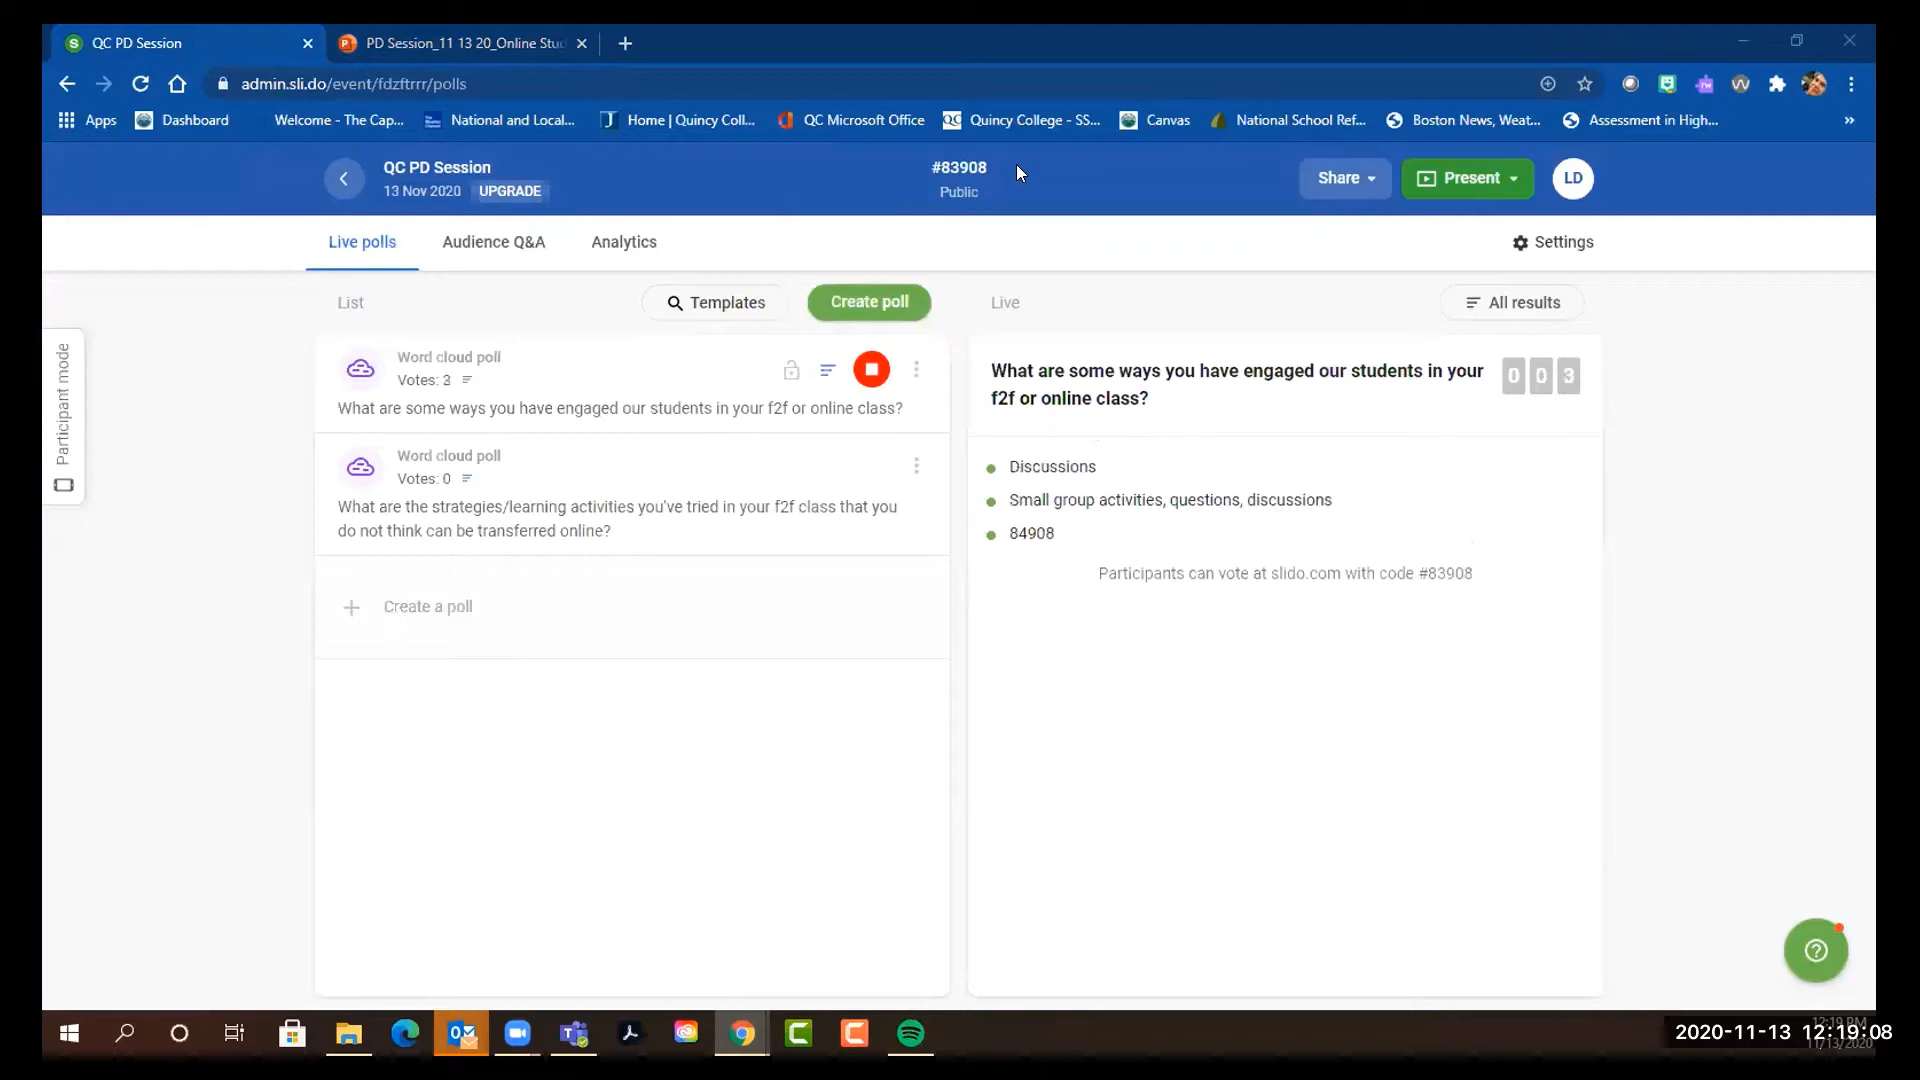 QC PD Session
PD Session_11 13 20_Online Stud
admin.sli.do/event/fdzftrrr/polls
Apps
Dashboard
Welcome - The Cap...
National and Local...
Home | Quincy Coll...
QC Microsoft Office
Quincy College - SS...
Canvas
National School Ref...
Boston News, Weat...
Assessment in High...
QC PD Session
13 Nov 2020 UPGRADE
#83908
Public
Share
Present
LD
Live polls
Audience Q&A
Analytics
Settings
List
Templates
Create poll
Live
All results
Participant mode
Word cloud poll
Votes: 3
What are some ways you have engaged our students in your f2f or online class?
Word cloud poll
Votes: 0
What are the strategies/learning activities you've tried in your f2f class that you
do not think can be transferred online?
Create a poll
What are some ways you have engaged our students in your
f2f or online class?
003
Discussions
Small group activities, questions, discussions
84908
Participants can vote at slido.com with code #83908
12:19 PM
2020-11-13 12:19:08
11/13/2020